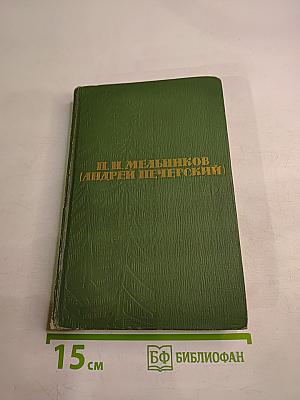 П. И. МЕЛЬНИКОВ
(АНДРЕЙ ПЕЧЕРСКИЙ)
15 см
БФ БИБЛИОФАН